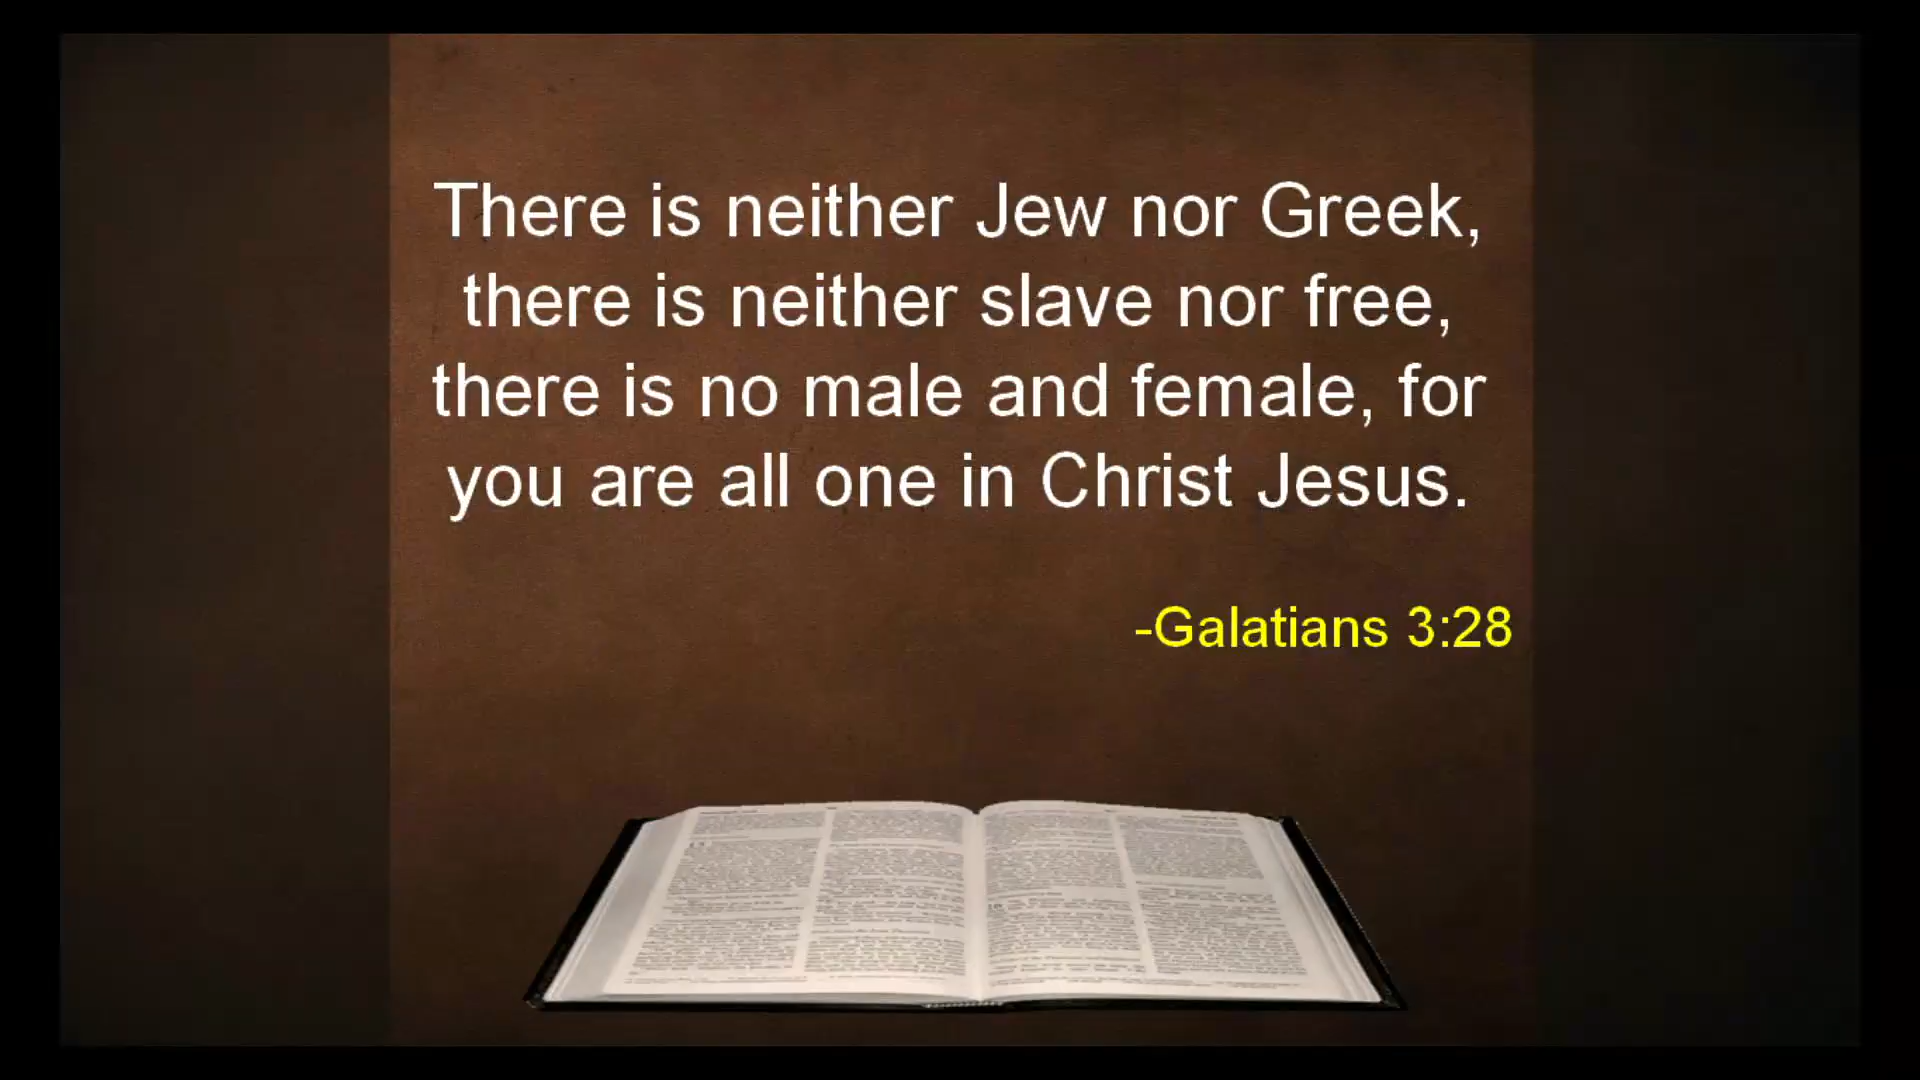 There is neither Jew nor Greek,
there is neither slave nor free,
there is no male and female, for
you are all one in Christ Jesus.
-Galatians 3:28